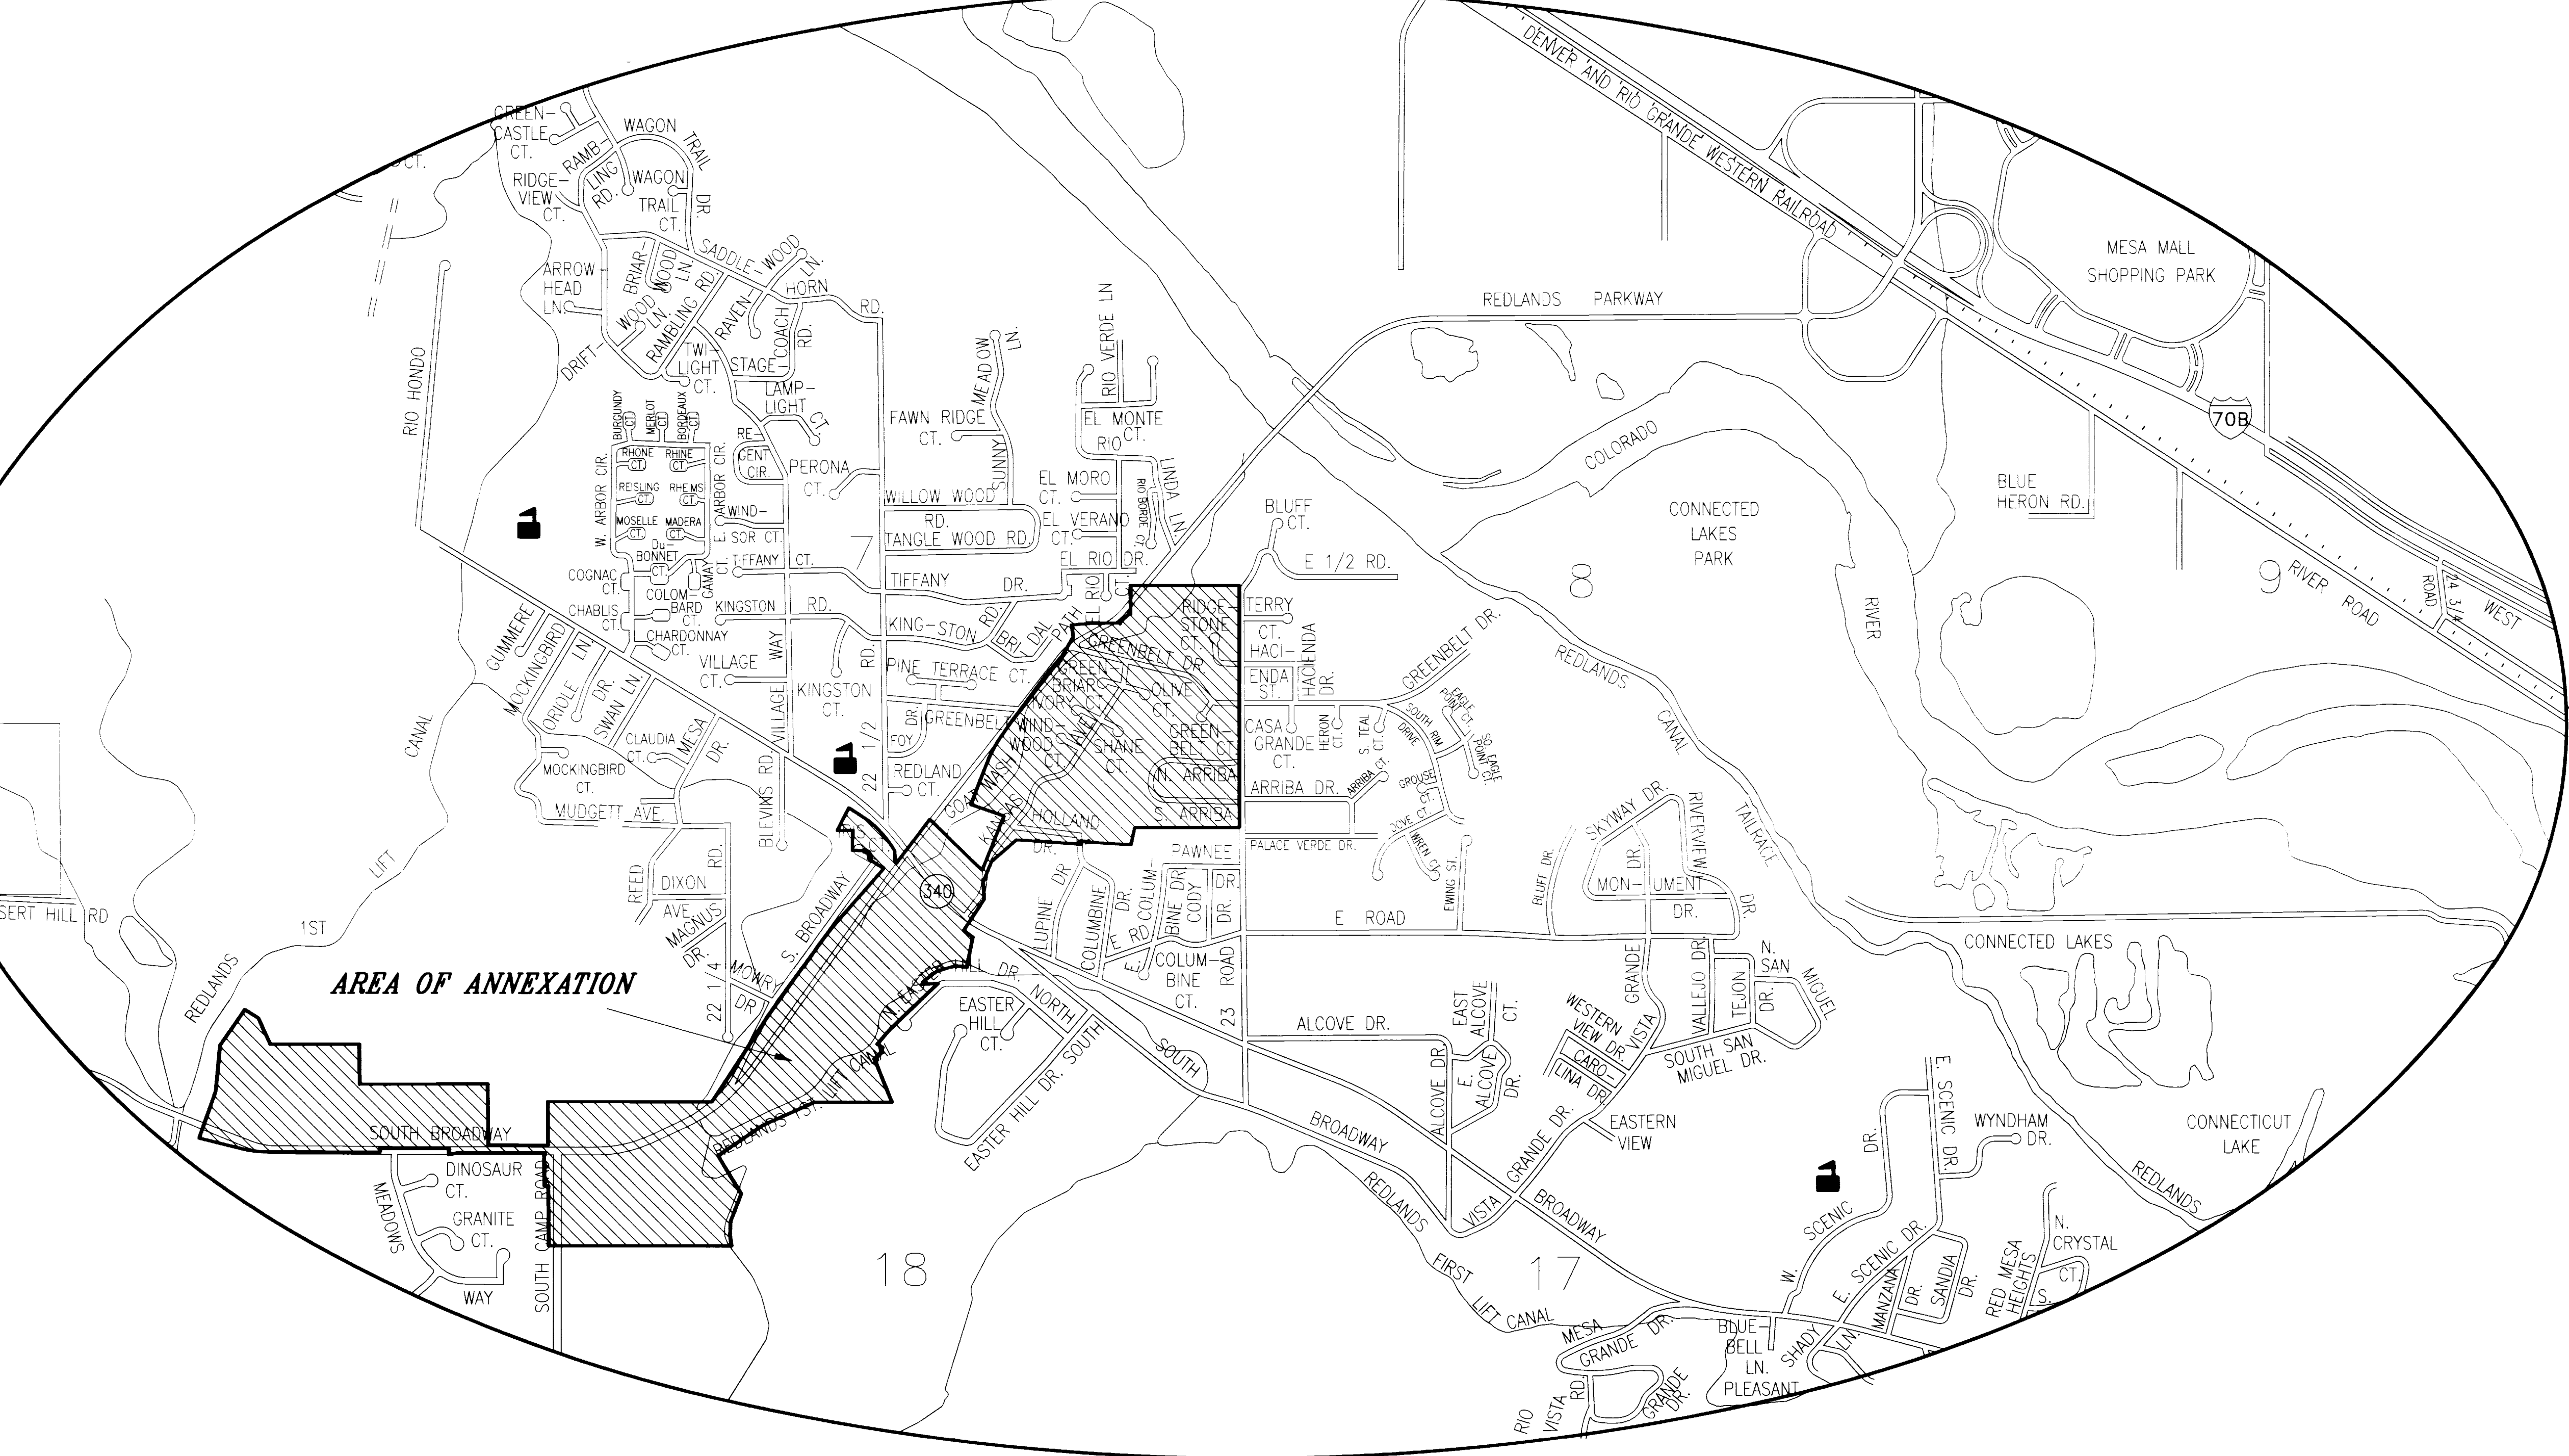 GREEN-
CASTLE
CT.
CT.
WAGON
TRAIL
DR.
RAMB-
LING
RD.
RIDGE-
VIEW
CT.
WAGON
TRAIL
CT.
ARROW-
HEAD
LN.
BRIAR-
WOOD
LN.
SADDLE-
HORN
RD.
WOOD
LN.
RAVEN-
DRIFT-
WOOD
LN.
RAMBLING RD.
STAGE-
COACH
RD.
TWI-
LIGHT
CT.
LAMP-
LIGHT
CT.
RIO HONDO
BURGUNDY
CT.
MERLOT
CT.
BORDEAUX
CT.
RHONE
CT.
RHINE
CT.
REISLING
CT.
RHEIMS
CT.
MOSELLE
CT.
MADERA
CT.
W. ARBOR CIR.
E. ARBOR CIR.
RE-
GENT
CIR.
PERONA
CT.
WIND-
SOR CT.
Du-
BONNET
CT.
COGNAC
CT.
COLOM-
BARD
CT.
GAMAY
CT.
CHABLIS
CT.
CHARDONNAY
CT.
TIFFANY CT.
KINGSTON RD.
VILLAGE
CT.
VILLAGE WAY
KINGSTON
CT.
FAWN RIDGE
CT.
SUNNY
MEADOW
LN.
WILLOW WOOD
RD.
TANGLE WOOD RD.
7
TIFFANY DR.
KING-STON RD.
BRI DAL
PATH
PINE TERRACE CT.
GREENBELT
FOY
DR.
REDLAND
CT.
22 1/2 RD.
RIO VERDE LN
EL MONTE
CT.
RIO
LINDA LN.
RIO BORDE CT.
EL MORO
CT.
EL VERANO
CT.
EL RIO DR.
EL RIO
CT.
GUMMERE
MOCKINGBIRD
LN.
ORIOLE
DR.
SWAN LN.
CLAUDIA
CT.
MESA
DR.
MOCKINGBIRD
CT.
MUDGETT AVE.
BLEVINS RD.
REED
DIXON
AVE.
MAGNUS
DR.
MOWRY
DR.
22 1/4
RD.
S. BROADWAY
340
GOAT WASH
KANSAS
HOLLAND
DR.
RIDGE-
STONE
CT.
GREENBELT DR.
GREEN-
BRIAR
IVORY CT.
OLIVE
CT.
WIND-
WOOD
CT.
SHANE
CT.
GREEN-
BELT CT.
N. ARRIBA
S. ARRIBA
BLUFF
CT.
E 1/2 RD.
TERRY
CT.
HACI-
ENDA
ST.
HACIENDA
DR.
GREENBELT DR.
CASA
GRANDE
CT.
HERON
CT.
S. TEAL
CT.
SOUTH RIM
DRIVE
EAGLE
POINT CT.
SO. EAGLE
POINT CT.
ARRIBA DR.
ARRIBA CT.
GROUSE
CT.
DOVE CT.
WREN CT.
PALACE VERDE DR.
EWING ST.
PAWNEE
DR.
LUPINE DR.
COLUMBINE
DR.
COLUM-
BINE DR.
CODY
DR.
E. RD.
COLUM-
BINE
CT.
23 ROAD
E ROAD
BLUFF DR.
SKYWAY DR.
RIVERVIEW
DR.
MON-UMENT
DR.
DR.
GRANDE
VISTA
VALLEJO DR.
TEJON
DR.
N.
SAN
MIGUEL
SOUTH SAN
MIGUEL DR.
WESTERN
VIEW DR.
CARO-
LINA DR.
ALCOVE DR.
EAST
ALCOVE
CT.
ALCOVE DR.
E.
ALCOVE
DR.
EASTERN
VIEW
VISTA
GRANDE DR.
N. EASTER HILL DR.
NORTH
SOUTH
EASTER
HILL
CT.
EASTER HILL DR. SOUTH
BROADWAY
BROADWAY
REDLANDS
FIRST
LIFT CANAL
REDLANDS 1ST. LIFT CANAL
REDLANDS
1ST
LIFT
CANAL
AREA OF ANNEXATION
SERT HILL RD
SOUTH BROADWAY
DINOSAUR
CT.
GRANITE
CT.
MEADOWS
WAY
SOUTH CAMP ROAD
18
17
8
9
DENVER AND RIO GRANDE WESTERN RAILROAD
REDLANDS PARKWAY
MESA MALL
SHOPPING PARK
70B
COLORADO
RIVER
CONNECTED
LAKES
PARK
BLUE
HERON RD.
RIVER ROAD
24 3/4
ROAD
WEST
REDLANDS
CANAL
TAILRACE
CONNECTED LAKES
CONNECTICUT
LAKE
REDLANDS
E. SCENIC DR.
WYNDHAM
DR.
W. SCENIC DR.
E. SCENIC DR.
MANZANA
DR.
SANDIA
DR.
RED MESA
HEIGHTS
N.
CRYSTAL
CT.
S.
SHADY
LN.
BLUE-
BELL
LN.
PLEASANT
MESA
GRANDE DR.
GRANDE
DR.
RIO
VISTA
RD.